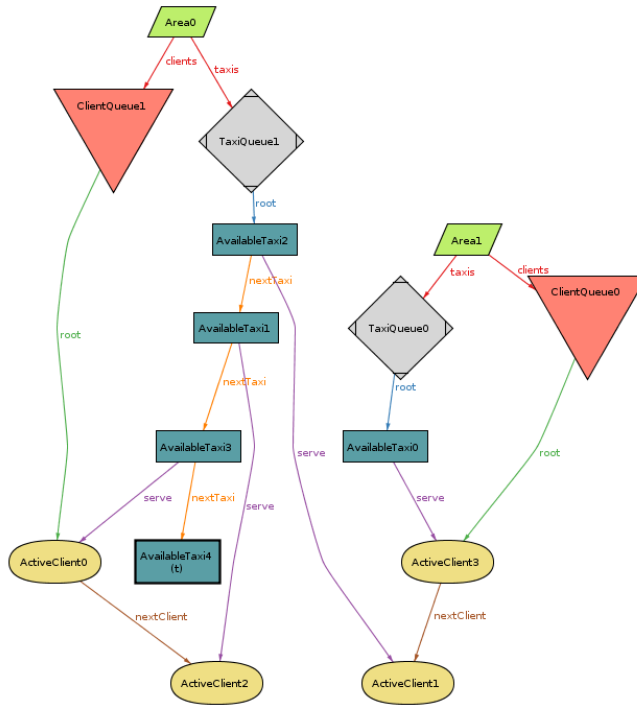 Area0
clients
taxis
ClientQueue1
TaxiQueue1
root
AvailableTaxi2
Area1
taxis
clients
nextTaxi
ClientQueue0
AvailableTaxi1
TaxiQueue0
root
root
nextTaxi
AvailableTaxi3
AvailableTaxi0
serve
root
serve
nextTaxi
serve
serve
AvailableTaxi4
(t)
ActiveClient0
ActiveClient3
nextClient
nextClient
ActiveClient2
ActiveClient1